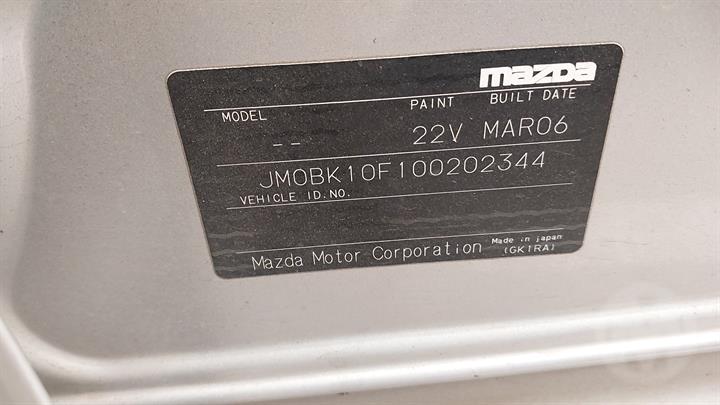 mazda
MODEL PAINT BUILT DATE
-- 22V MAR06
JM0BK10F100202344
VEHICLE ID.NO.
Mazda Motor Corporation Made in japan
(GK1RA)